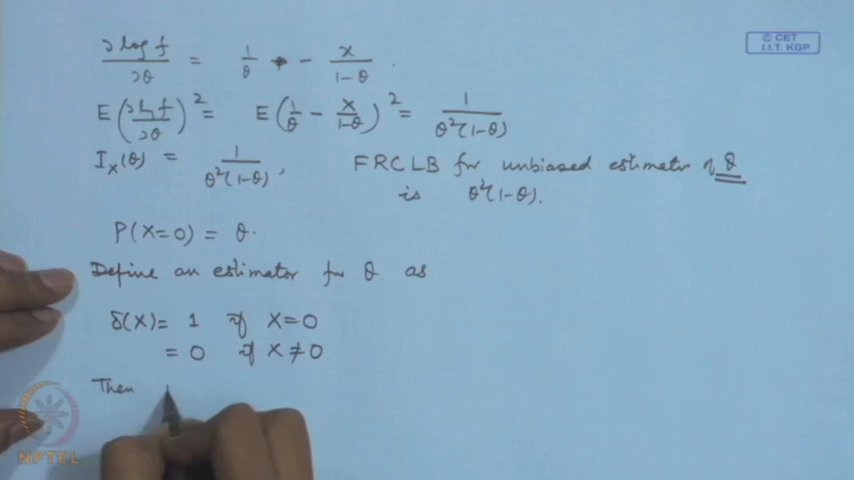 ∂ log f / ∂θ = 1/θ - x/(1-θ).
© CET
I.I.T. KGP
E(∂ log f / ∂θ)² = E(1/θ - X/(1-θ))² = 1/(θ²(1-θ))
I_X(θ) = 1/(θ²(1-θ)), FRCLB for unbiased estimator of θ
is θ²(1-θ).
P(X=0) = θ.
Define an estimator for θ as
δ(X) = 1 if X=0
= 0 if X≠0
Then
NPTEL